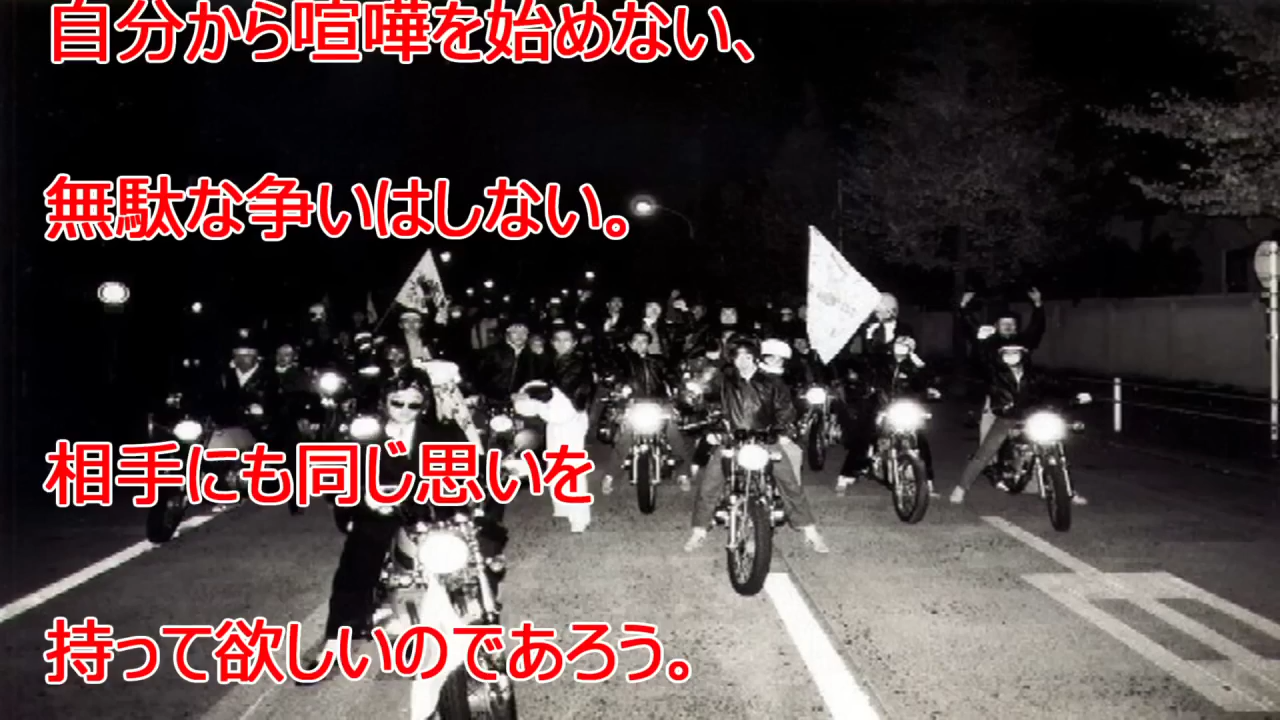 自分から喧嘩を始めない、
無駄な争いはしない。
相手にも同じ思いを
持って欲しいのであろう。